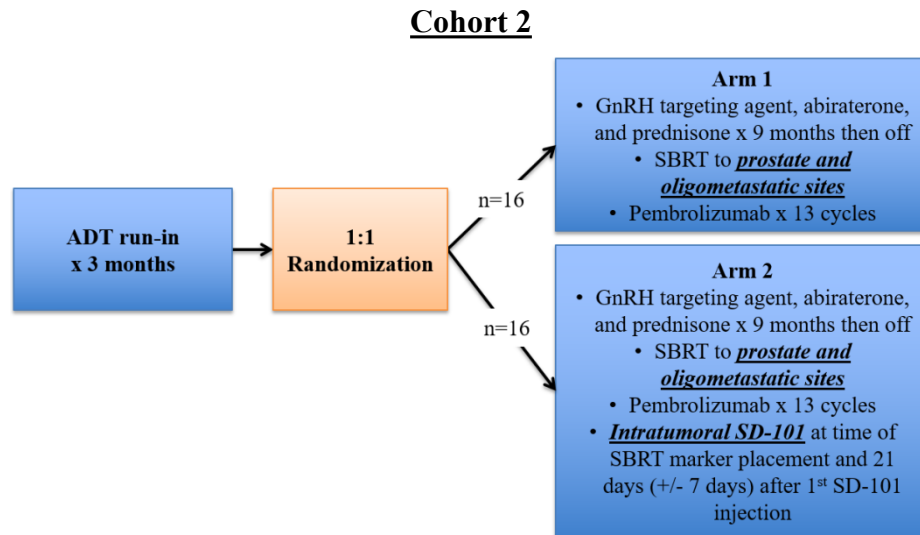 Cohort 2
ADT run-in
x 3 months
1:1
Randomization
n=16
n=16
Arm 1
• GnRH targeting agent, abiraterone,
and prednisone x 9 months then off
• SBRT to prostate and
oligometastatic sites
• Pembrolizumab x 13 cycles
Arm 2
• GnRH targeting agent, abiraterone,
and prednisone x 9 months then off
• SBRT to prostate and
oligometastatic sites
• Pembrolizumab x 13 cycles
• Intratumoral SD-101 at time of
SBRT marker placement and 21
days (+/- 7 days) after 1st SD-101
injection